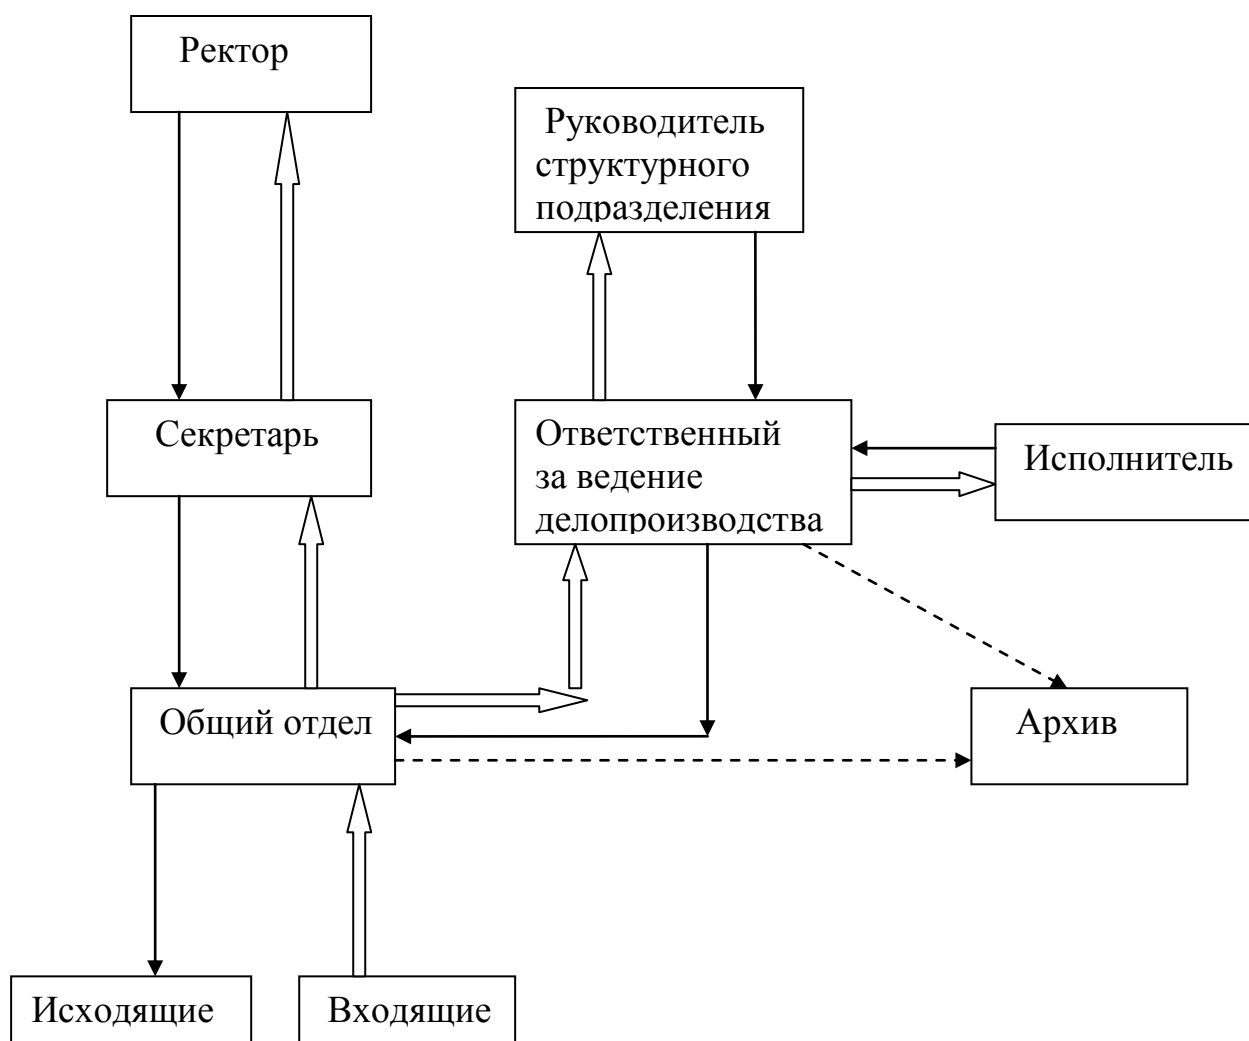 Ректор
Руководитель
структурного
подразделения
Секретарь
Ответственный
за ведение
делопроизводства
Исполнитель
Общий отдел
Архив
Исходящие
Входящие